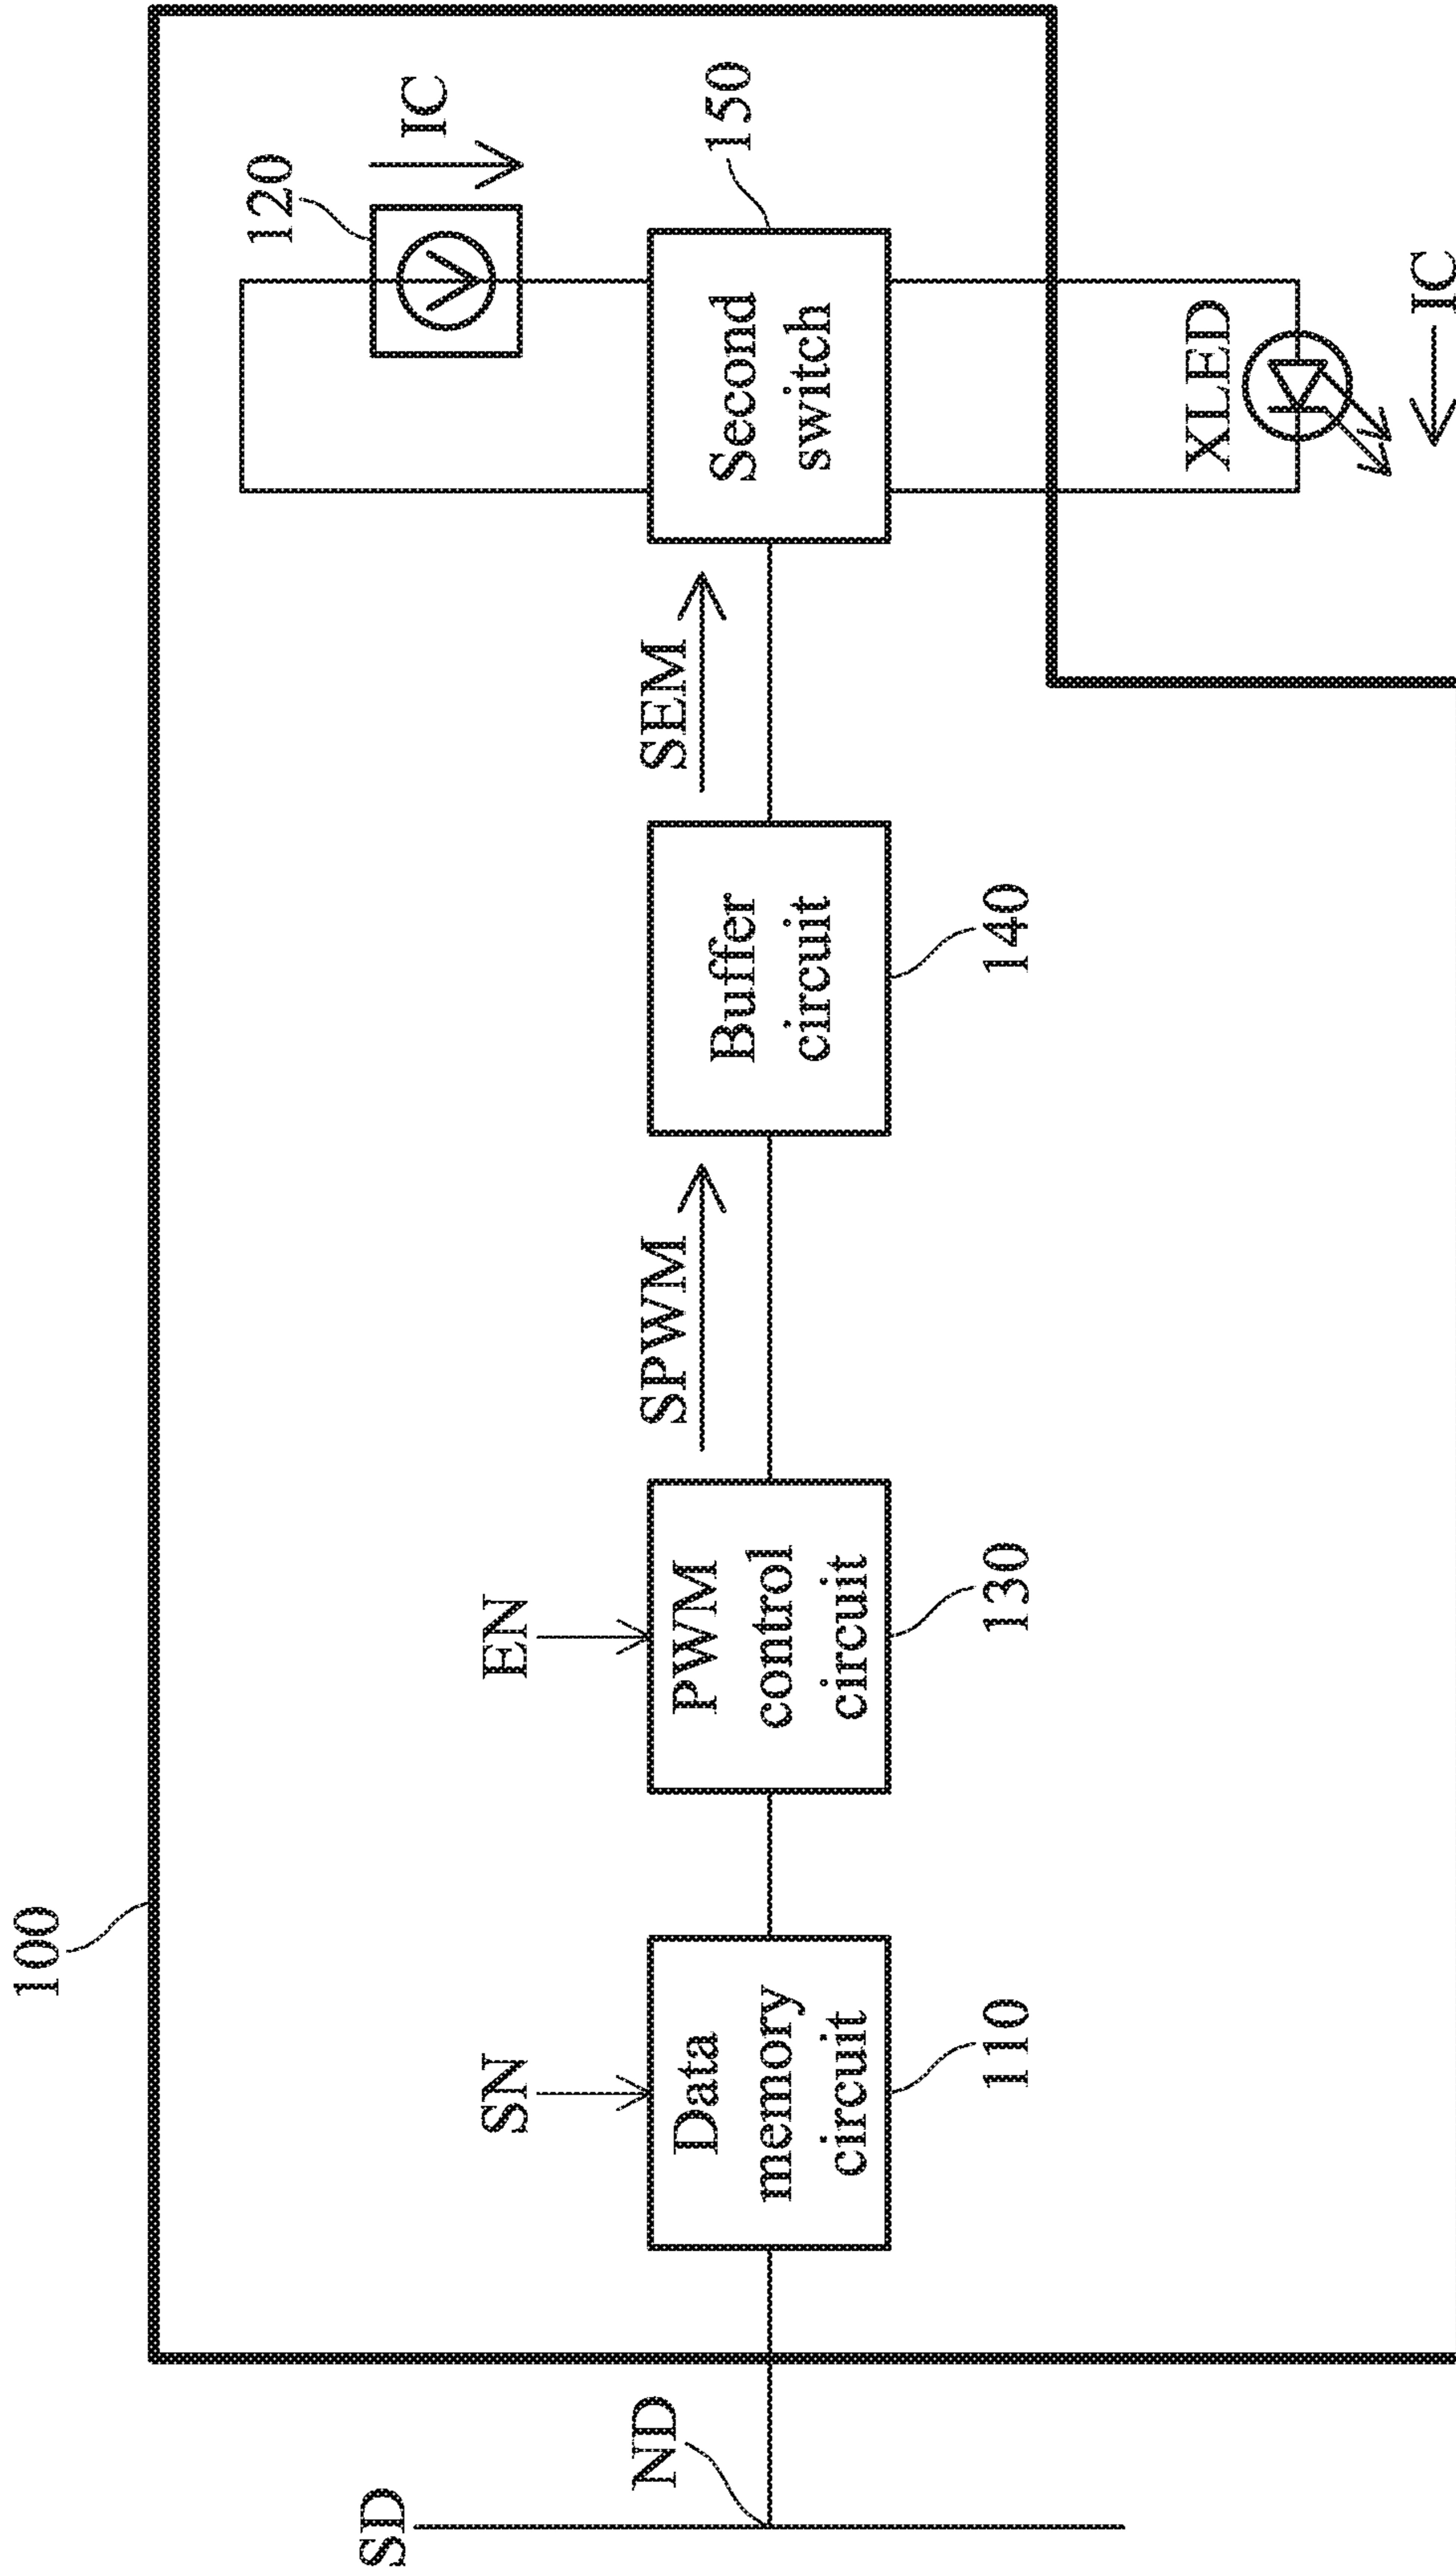 100
SD
ND
SN
Data
memory
circuit
110
EN
PWM
control
circuit
130
SPWM
Buffer
circuit
140
SEM
Second
switch
150
120
IC
XLED
IC